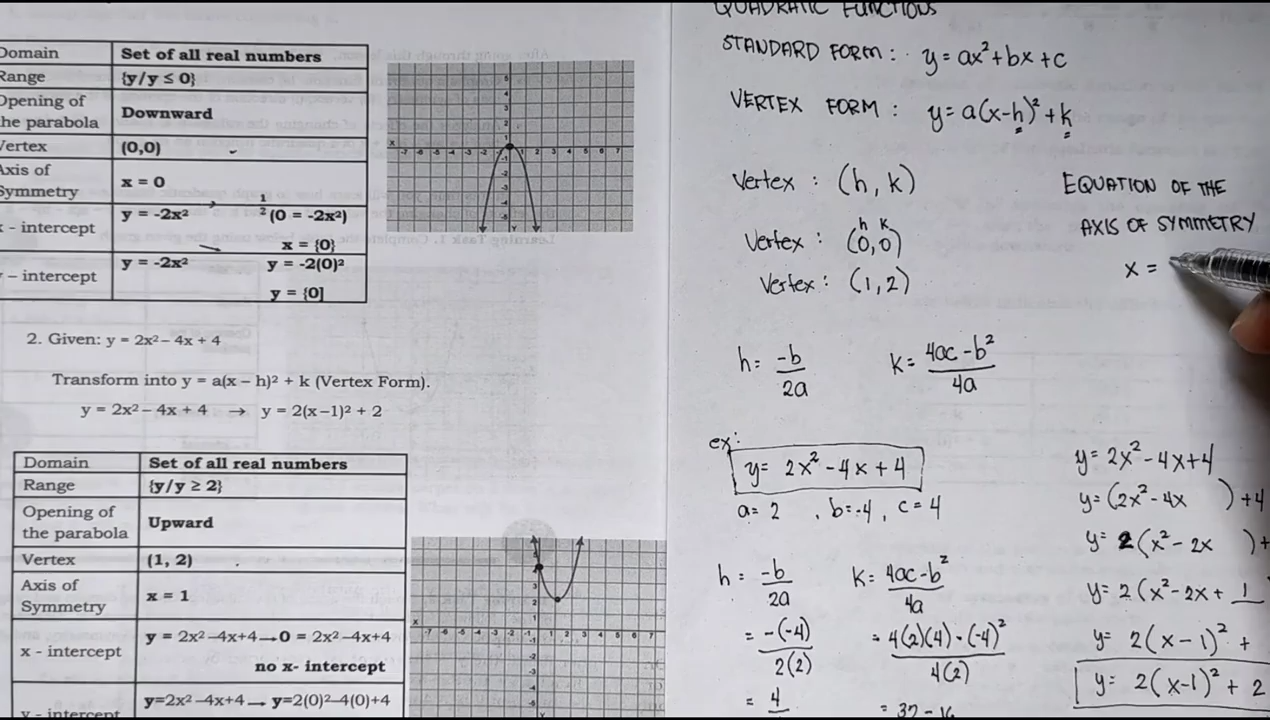 Domain Set of all real numbers
Range {y/y ≤ 0}
Opening of the parabola Downward
Vertex (0,0)
Axis of Symmetry x = 0
x - intercept y = -2x² → ½ (0 = -2x²)
x = {0}
y – intercept y = -2x² y = -2(0)²
y = {0]
2. Given: y = 2x² – 4x + 4
Transform into y = a(x – h)² + k (Vertex Form).
y = 2x² – 4x + 4 → y = 2(x –1)² + 2
Domain Set of all real numbers
Range {y/y ≥ 2}
Opening of the parabola Upward
Vertex (1, 2)
Axis of Symmetry x = 1
x - intercept y = 2x² –4x+4→0 = 2x² –4x+4
no x- intercept
y - intercept y=2x² –4x+4 → y=2(0)²–4(0)+4
QUADRATIC FUNCTIONS
STANDARD FORM: y = ax² + bx + c
VERTEX FORM: y = a(x-h)² + k
Vertex : (h, k)
h k
Vertex : (0,0)
Vertex : (1,2)
EQUATION OF THE
AXIS OF SYMMETRY
x =
h = -b/2a k = 4ac - b²/4a
ex:
y = 2x² - 4x + 4
a = 2 , b = -4 , c = 4
h = -b/2a k = 4ac - b²/4a
= -(-4)/2(2) = 4(2)(4) - (-4)²/4(2)
= 4 = 32 - 16
y = 2x² - 4x + 4
y = (2x² - 4x ) + 4
y = 2(x² - 2x ) +
y = 2(x² - 2x + 1
y = 2(x - 1)² +
y = 2(x-1)² + 2